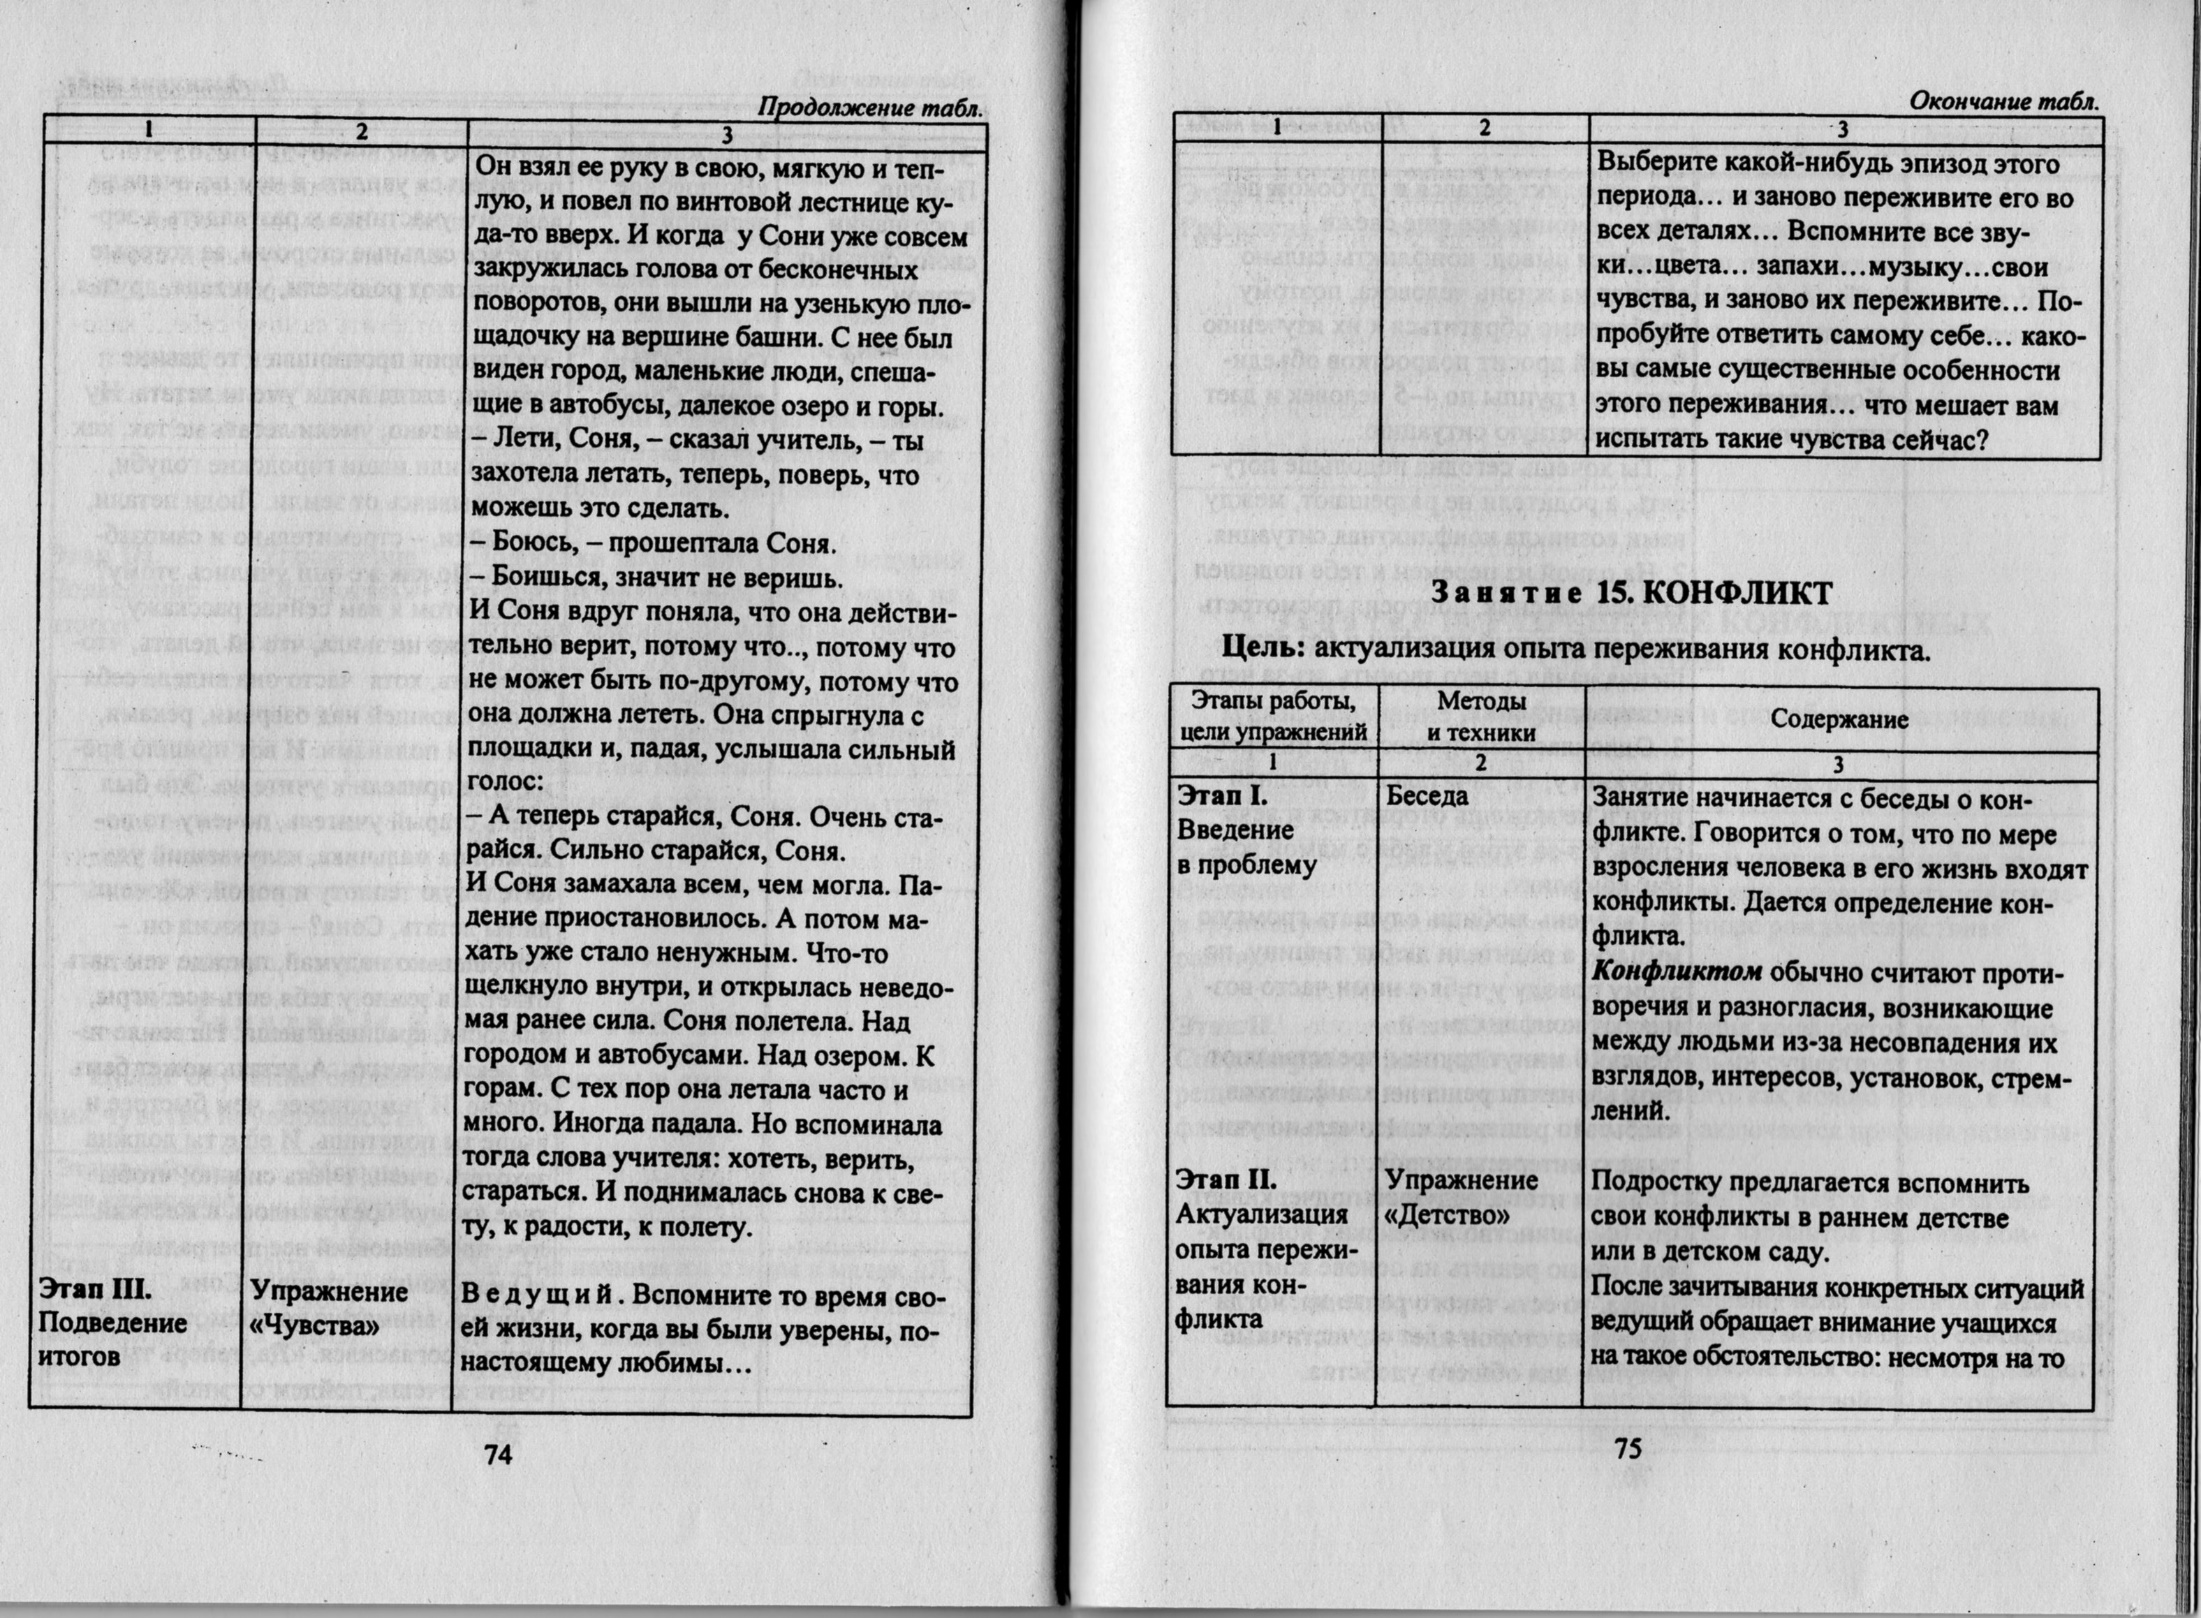 Продолжение табл.
1 2 3
Он взял ее руку в свою, мягкую и теп-
лую, и повел по винтовой лестнице ку-
да-то вверх. И когда у Сони уже совсем
закружилась голова от бесконечных
поворотов, они вышли на узенькую пло-
щадочку на вершине башни. С нее был
виден город, маленькие люди, спеша-
щие в автобусы, далекое озеро и горы.
– Лети, Соня, – сказал учитель, – ты
захотела летать, теперь, поверь, что
можешь это сделать.
– Боюсь, – прошептала Соня.
– Боишься, значит не веришь.
И Соня вдруг поняла, что она действи-
тельно верит, потому что.., потому что
не может быть по-другому, потому что
она должна лететь. Она спрыгнула с
площадки и, падая, услышала сильный
голос:
– А теперь старайся, Соня. Очень ста-
райся. Сильно старайся, Соня.
И Соня замахала всем, чем могла. Па-
дение приостановилось. А потом ма-
хать уже стало ненужным. Что-то
щелкнуло внутри, и открылась неведо-
мая ранее сила. Соня полетела. Над
городом и автобусами. Над озером. К
горам. С тех пор она летала часто и
много. Иногда падала. Но вспоминала
тогда слова учителя: хотеть, верить,
стараться. И поднималась снова к све-
ту, к радости, к полету.
Этап III.
Подведение
итогов
Упражнение
«Чувства»
Ведущий. Вспомните то время сво-
ей жизни, когда вы были уверены, по-
настоящему любимы…
74
Окончание табл.
1 2 3
Выберите какой-нибудь эпизод этого
периода… и заново переживите его во
всех деталях… Вспомните все зву-
ки…цвета… запахи…музыку…свои
чувства, и заново их переживите… По-
пробуйте ответить самому себе… како-
вы самые существенные особенности
этого переживания… что мешает вам
испытать такие чувства сейчас?
Занятие 15. КОНФЛИКТ
Цель: актуализация опыта переживания конфликта.
Этапы работы,
цели упражнений
Методы
и техники
Содержание
1 2 3
Этап I.
Введение
в проблему
Беседа
Занятие начинается с беседы о кон-
фликте. Говорится о том, что по мере
взросления человека в его жизнь входят
конфликты. Дается определение кон-
фликта.
Конфликтом обычно считают проти-
воречия и разногласия, возникающие
между людьми из-за несовпадения их
взглядов, интересов, установок, стрем-
лений.
Этап II.
Актуализация
опыта пережи-
вания кон-
фликта
Упражнение
«Детство»
Подростку предлагается вспомнить
свои конфликты в раннем детстве
или в детском саду.
После зачитывания конкретных ситуаций
ведущий обращает внимание учащихся
на такое обстоятельство: несмотря на то
75